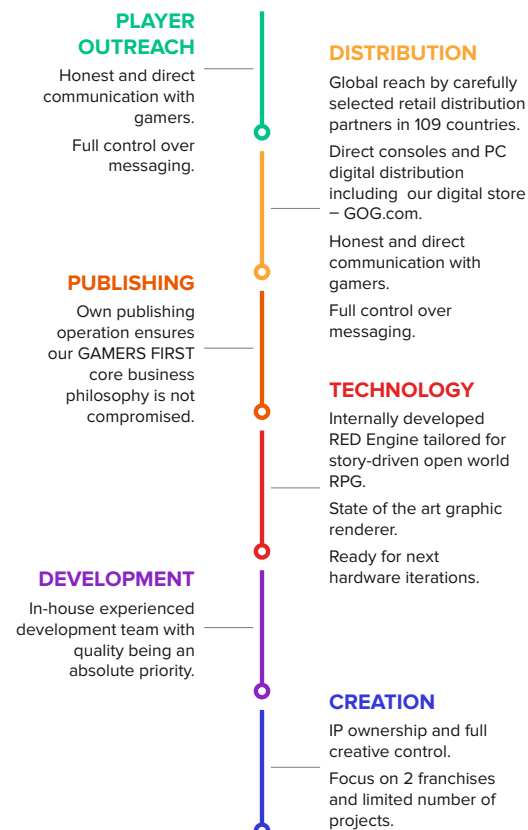 PLAYER
OUTREACH
Honest and direct
communication with
gamers.
Full control over
messaging.
DISTRIBUTION
Global reach by carefully
selected retail distribution
partners in 109 countries.
Direct consoles and PC
digital distribution
including our digital store
– GOG.com.
Honest and direct
communication with
gamers.
Full control over
messaging.
PUBLISHING
Own publishing
operation ensures
our GAMERS FIRST
core business
philosophy is not
compromised.
TECHNOLOGY
Internally developed
RED Engine tailored for
story-driven open world
RPG.
State of the art graphic
renderer.
Ready for next
hardware iterations.
DEVELOPMENT
In-house experienced
development team with
quality being an
absolute priority.
CREATION
IP ownership and full
creative control.
Focus on 2 franchises
and limited number of
projects.